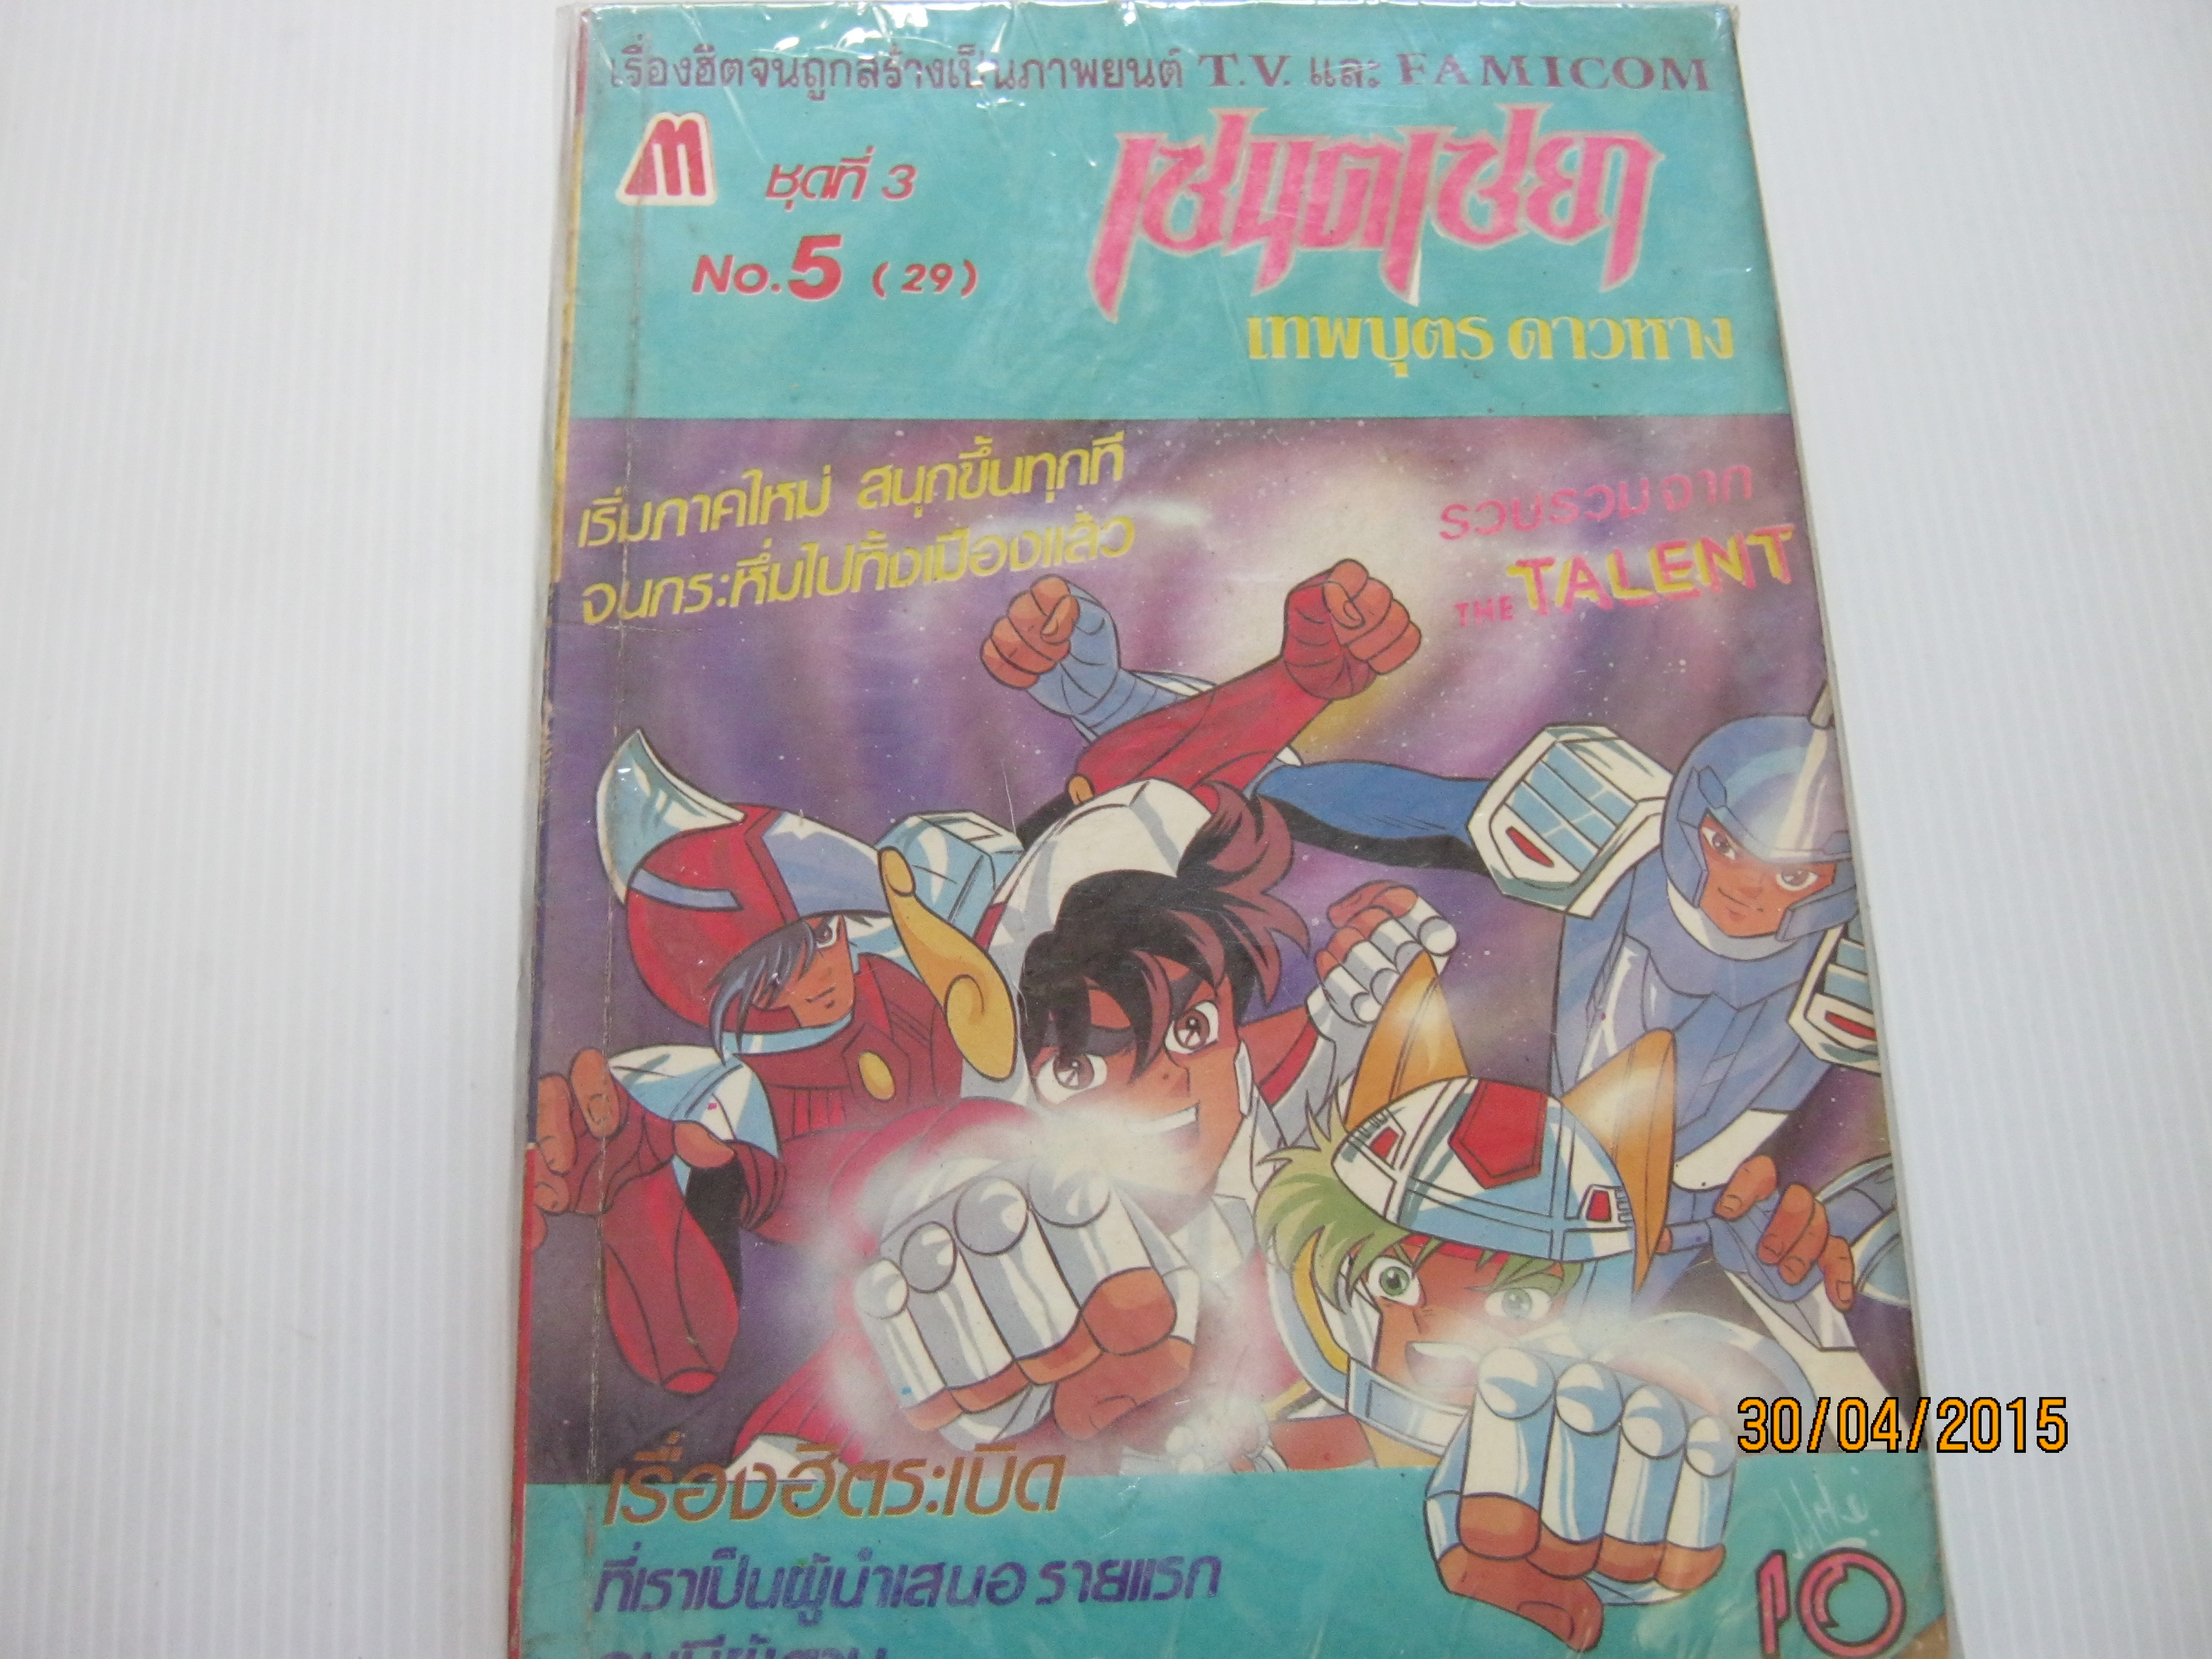 เรื่องฮิตจนถูกสร้างเป็นภาพยนต์ T.V. และ FAMICOM
ชุดที่ 3
No.5 (29)
เซนต์เซย่า
เทพบุตร ดาวหาง
เริ่มภาคใหม่ สนุกขึ้นทุกที
จนกระหึ่มไปทั้งเมืองแล้ว
รวบรวมจาก
THE TALENT
30/04/2015
เรื่องฮิตระเบิด
ที่เราเป็นผู้นำเสนอ รายแรก
10